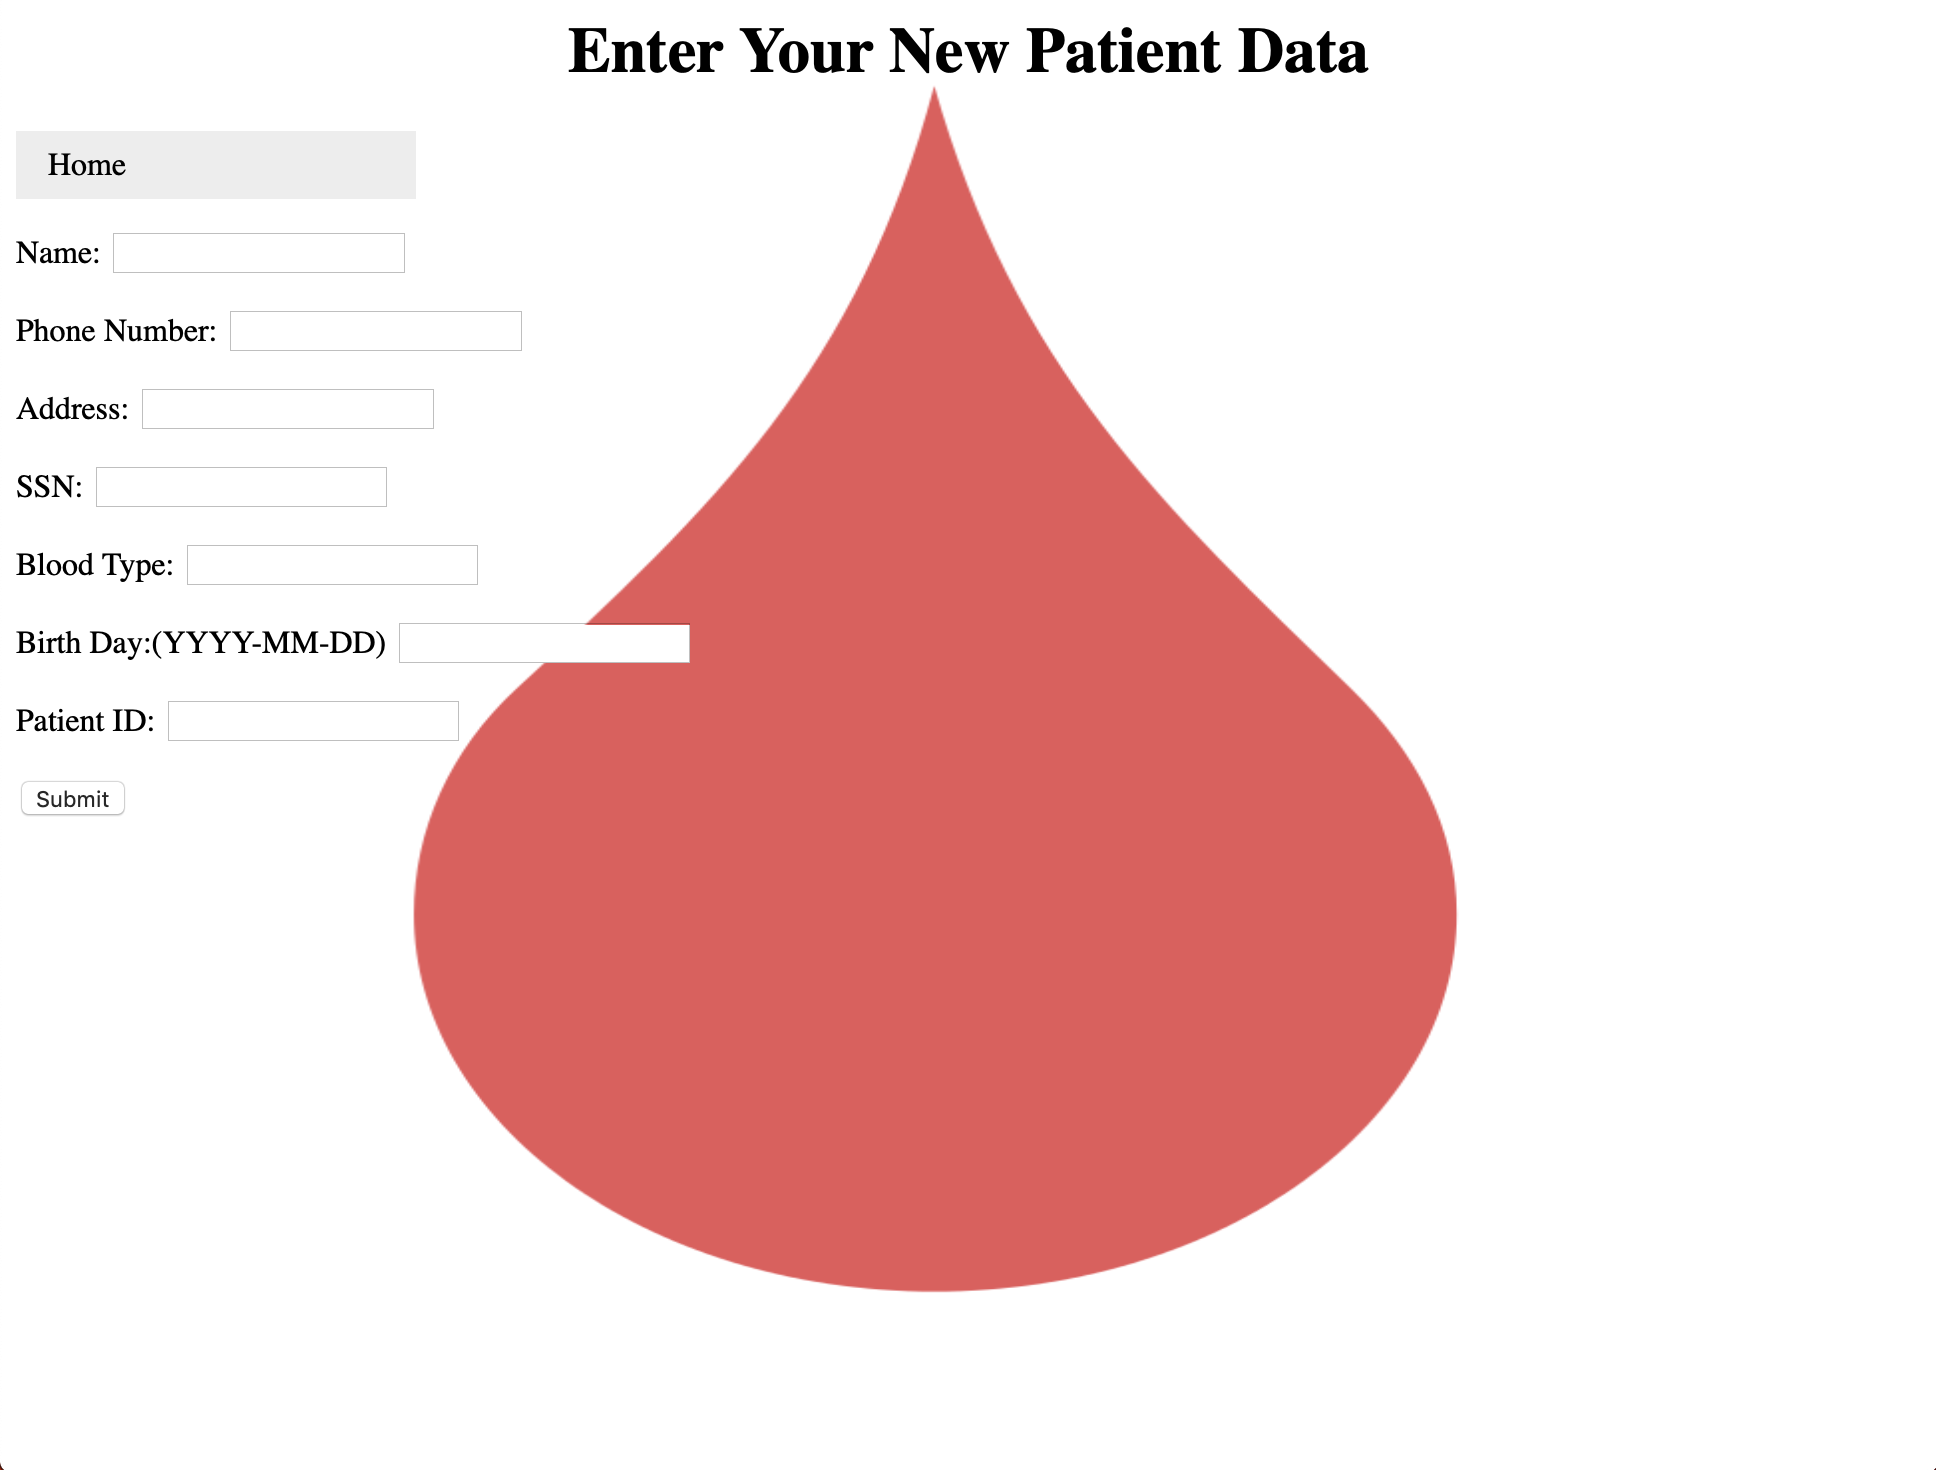 Enter Your New Patient Data
Home
Name:
Phone Number:
Address:
SSN:
Blood Type:
Birth Day:(YYYY-MM-DD)
Patient ID:
Submit